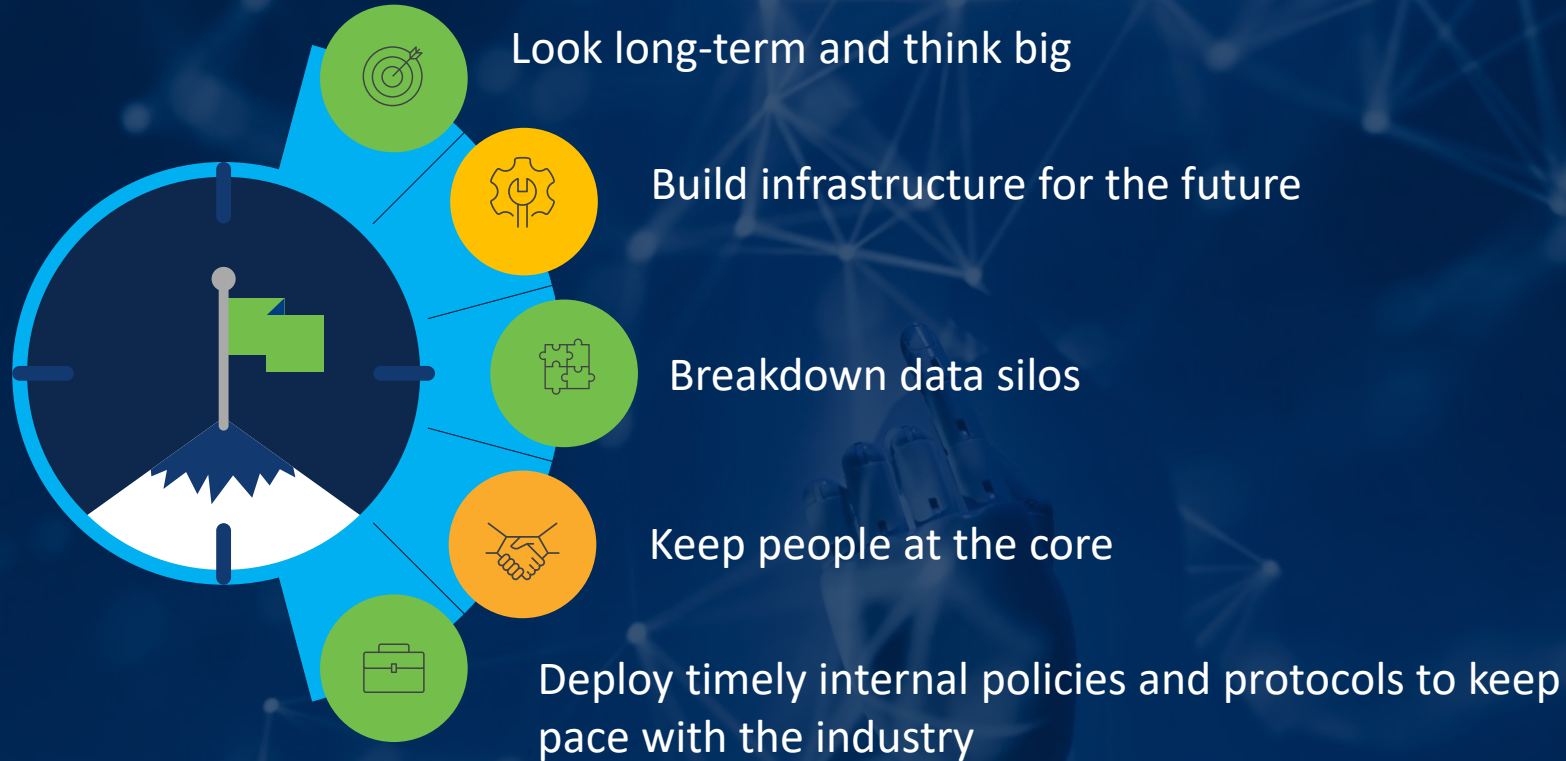 Look long-term and think big
Build infrastructure for the future
Breakdown data silos
Keep people at the core
Deploy timely internal policies and protocols to keep
pace with the industry